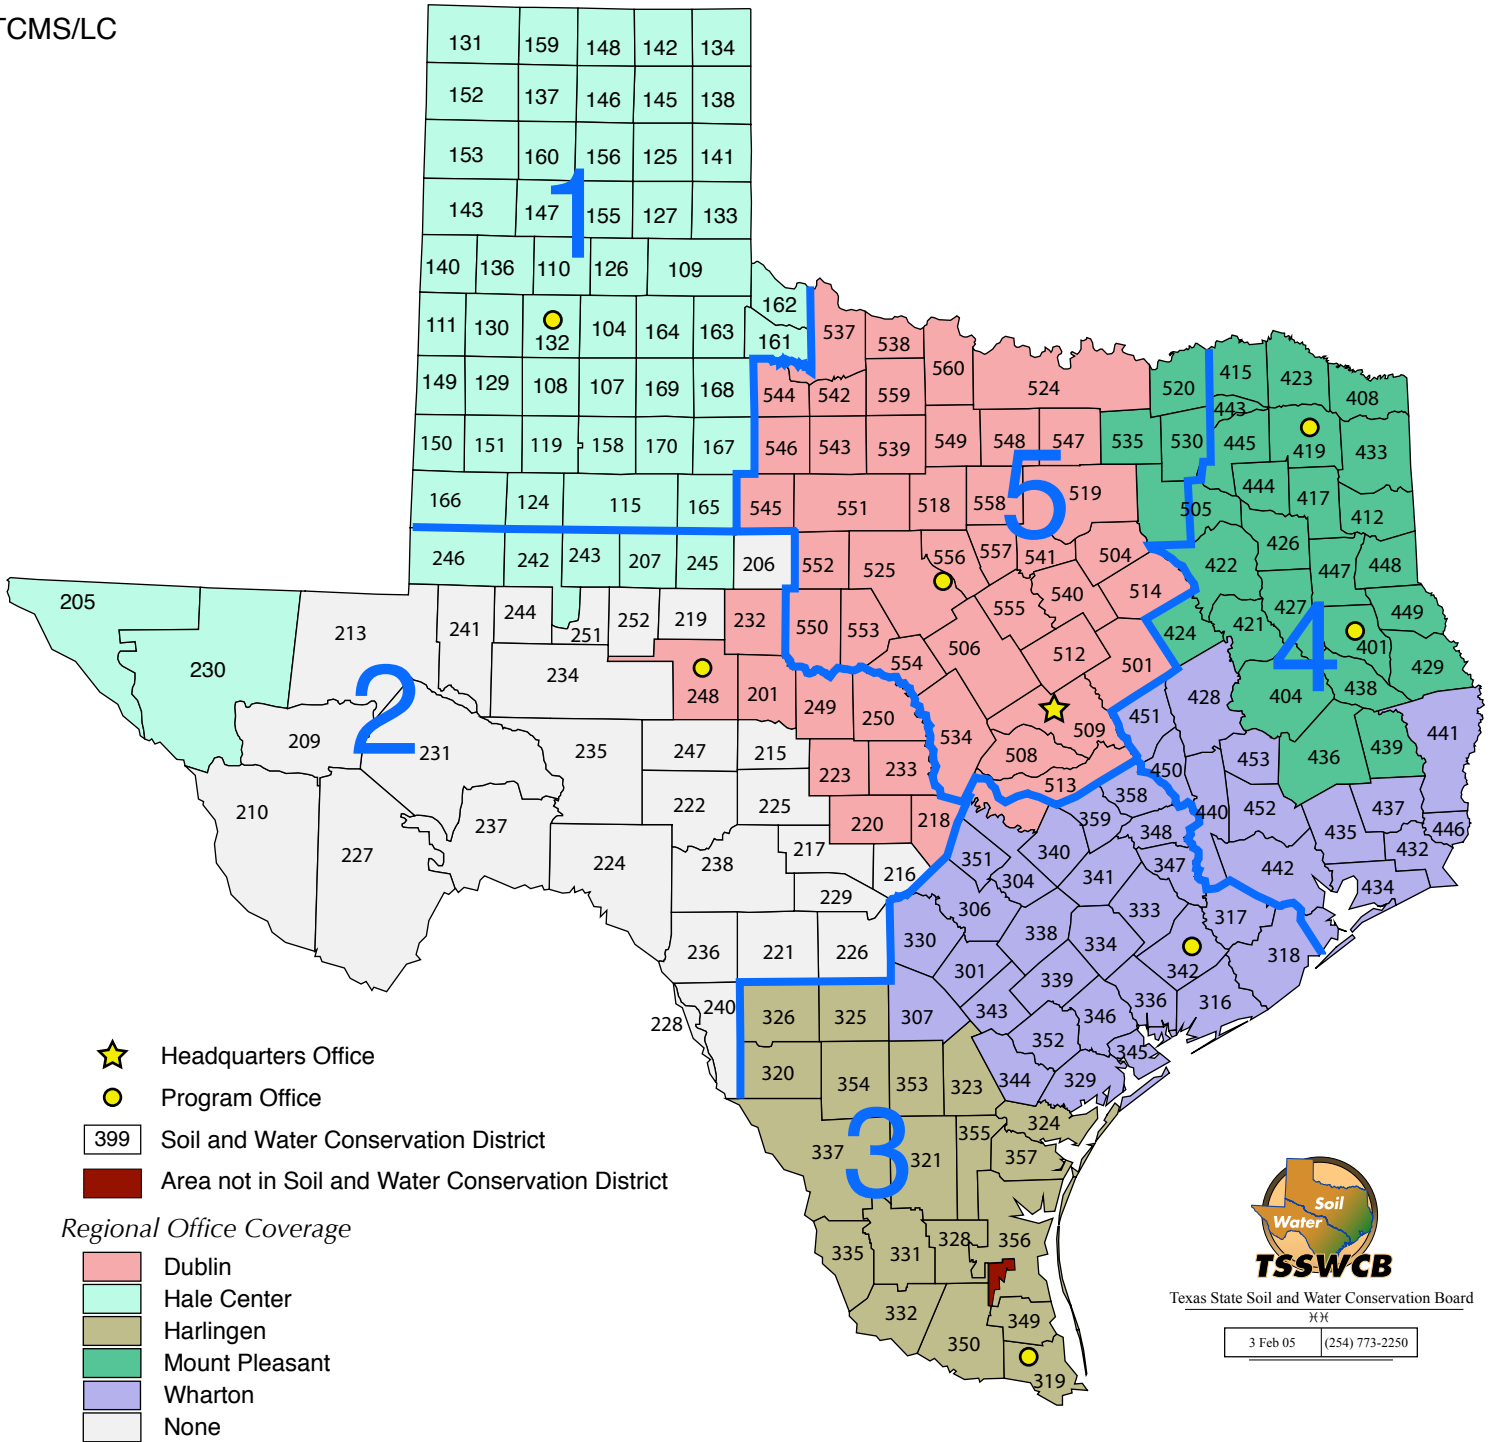 TCMS/LC
131 159 148 142 134
152 137 146 145 138
153 160 156 125 141
1
143 147 155 127 133
140 136 110 126 109
162
111 130 132 104 164 163 161 537 538
560
149 129 108 107 169 168 544 542 559 524 520 415 423 408
443
150 151 119 158 170 167 546 543 539 549 548 547 535 530 445 419 433
5
166 124 115 165 545 551 518 558 519 505 444 417 412
246 242 243 207 245 206 552 525 556 557 541 504 422 426 447 448
205 213 241 244 251 252 219 232 550 553 555 540 514 424 421 427 449
4
230 234 248 201 554 506 512 501 404 401 438 429
2
209 231 235 247 215 249 250 534 508 509 451 428 453 436 439 441
210 237 222 225 223 233 513 358 450 440 452 437
227 224 238 217 220 218 359 348 435 432 446
216 351 340 347 442 434
229 304 341
306 333 317
236 221 226 330 338 334 318
301 342
339
228 240 326 325 307 343 346 336 316
352 345
320 354 353 323 344 329
3
337 321 355 324
357
335 331 328 356
332 350 349
319
Headquarters Office
Program Office
399 Soil and Water Conservation District
Area not in Soil and Water Conservation District
Regional Office Coverage
Dublin
Hale Center
Harlingen
Mount Pleasant
Wharton
None
Soil
Water
TSSWCB
Texas State Soil and Water Conservation Board
3 Feb 05 (254) 773-2250